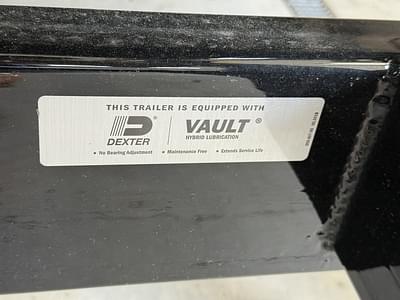 THIS TRAILER IS EQUIPPED WITH
DEXTER
VAULT®
HYBRID LUBRICATION
• No Bearing Adjustment • Maintenance Free • Extends Service Life